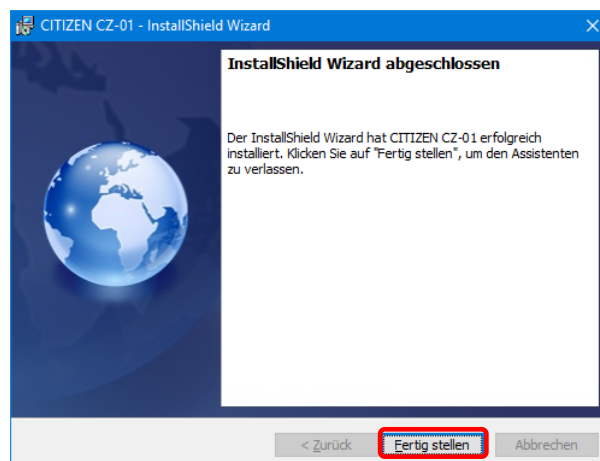 CITIZEN CZ-01 - InstallShield Wizard
InstallShield Wizard abgeschlossen
Der InstallShield Wizard hat CITIZEN CZ-01 erfolgreich
installiert. Klicken Sie auf "Fertig stellen", um den Assistenten
zu verlassen.
< Zurück Fertig stellen Abbrechen